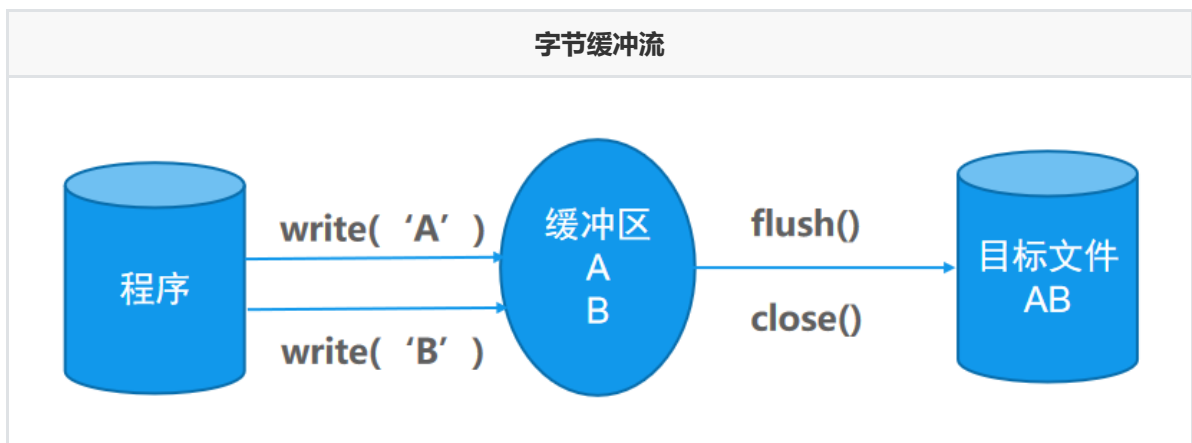 字节缓冲流
程序
write( ‘A’ )
write( ‘B’ )
缓冲区
A
B
flush()
close()
目标文件
AB